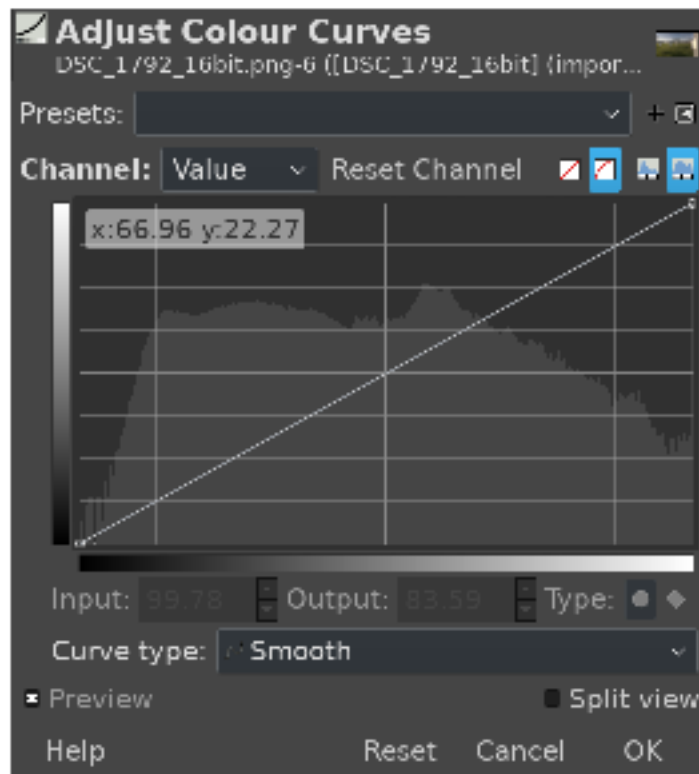 Adjust Colour Curves
DSC_1792_16bit.png-6 ([DSC_1792_16bit] (impor...
Presets:
Channel: Value Reset Channel
x:66.96 y:22.27
Input: 99.78 Output: 83.59 Type:
Curve type: Smooth
Preview Split view
Help Reset Cancel OK